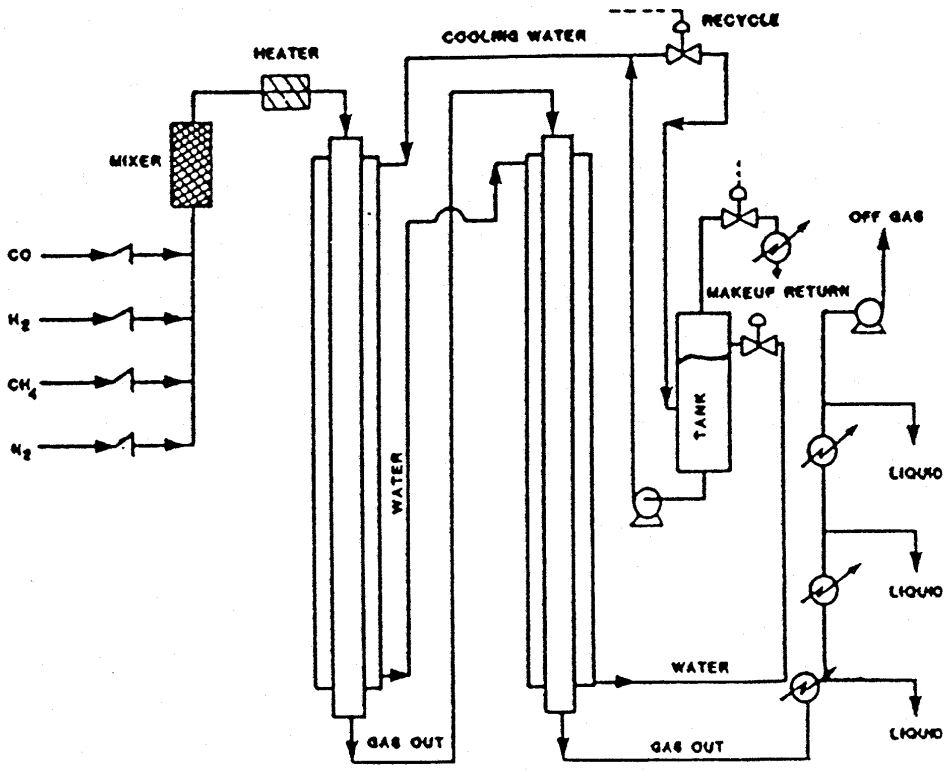 RECYCLE
COOLING WATER
HEATER
MIXER
OFF GAS
CO
MAKEUP RETURN
H2
CH4
TANK
N2
LIQUID
WATER
LIQUID
WATER
LIQUID
GAS OUT
GAS OUT